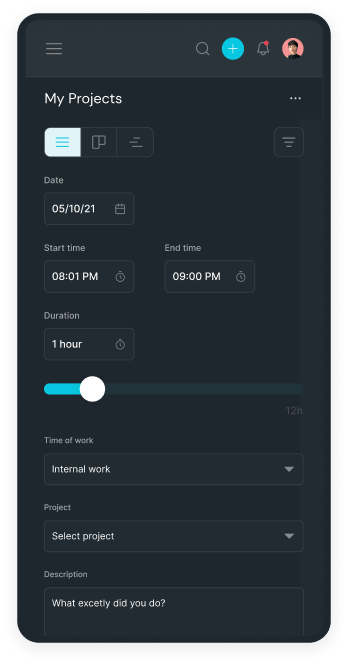 My Projects
Date
05/10/21
Start time
End time
08:01 PM
09:00 PM
Duration
1 hour
12h
Time of work
Internal work
Project
Select project
Description
What excetly did you do?